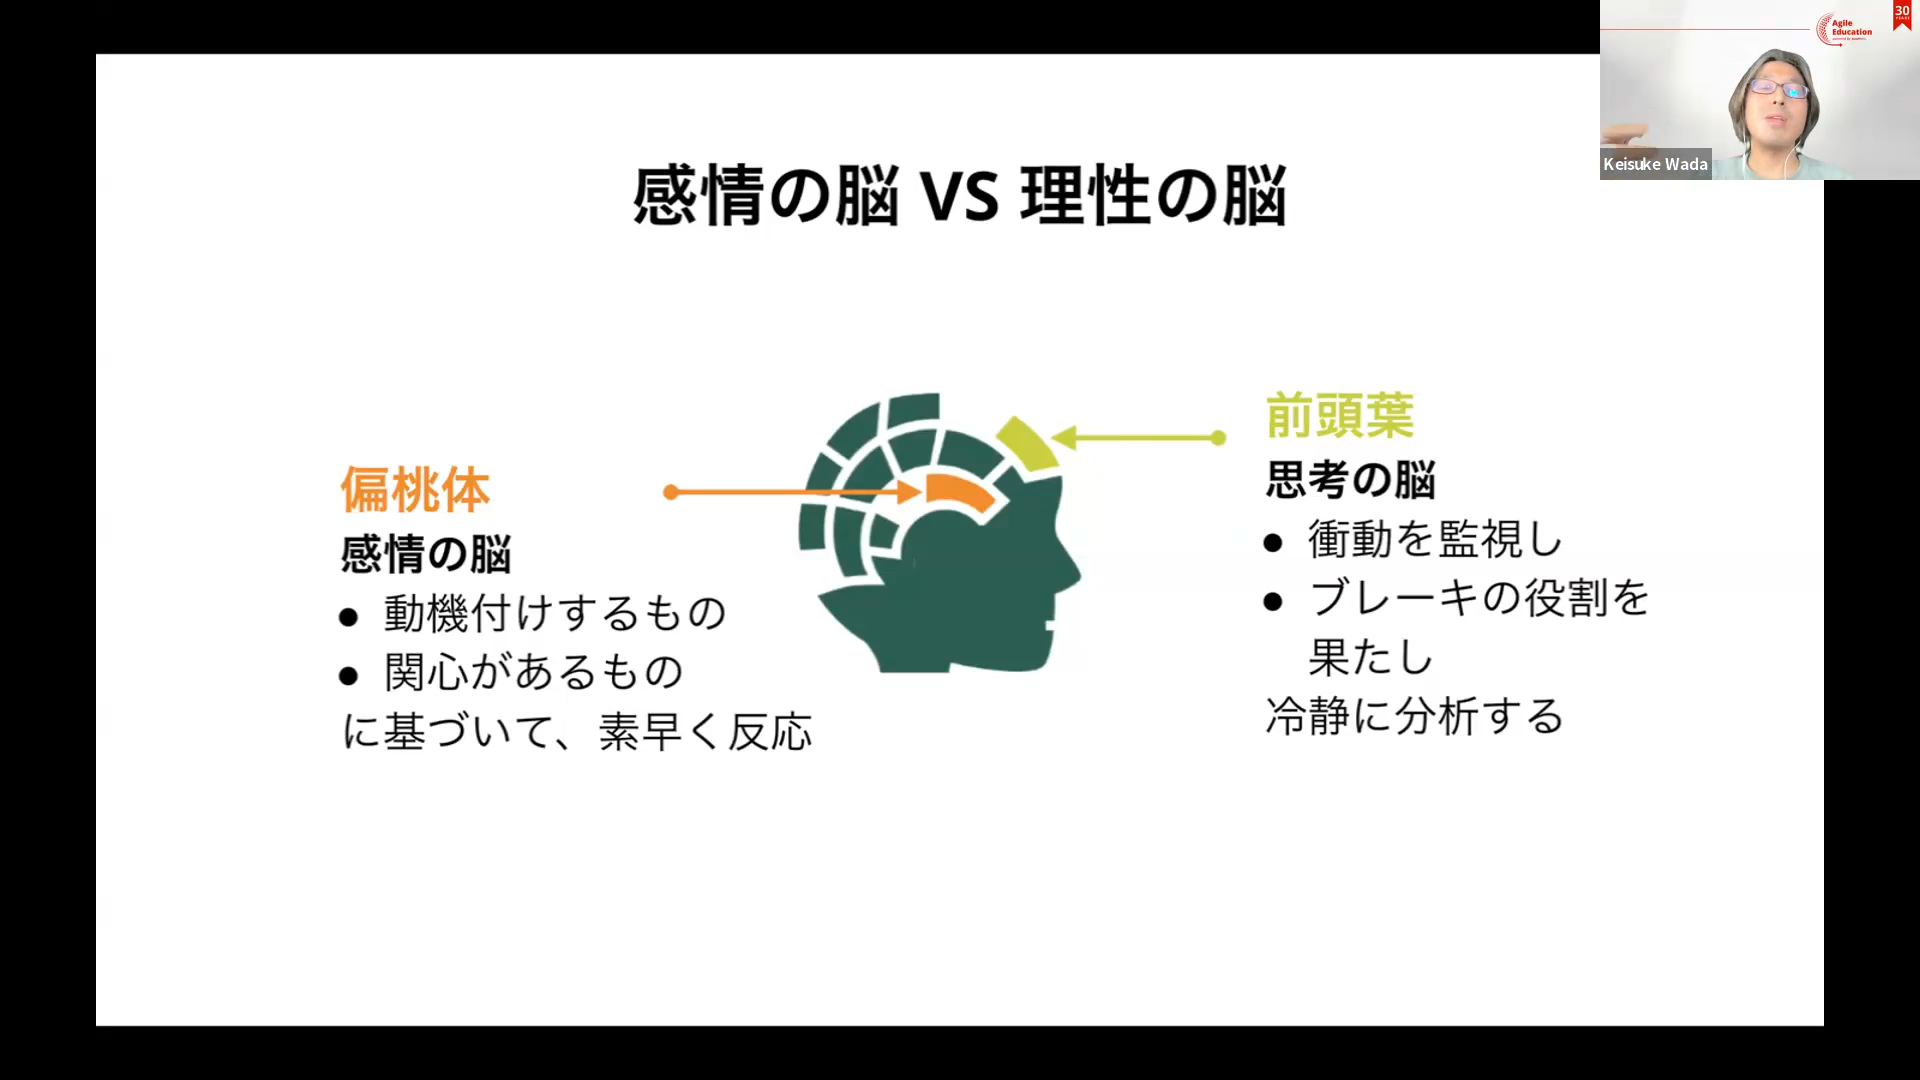 感情の脳 VS 理性の脳
偏桃体
感情の脳
● 動機付けするもの
● 関心があるもの
に基づいて、素早く反応
前頭葉
思考の脳
● 衝動を監視し
● ブレーキの役割を
果たし
冷静に分析する
Agile
Education
30
YEARS
Keisuke Wada